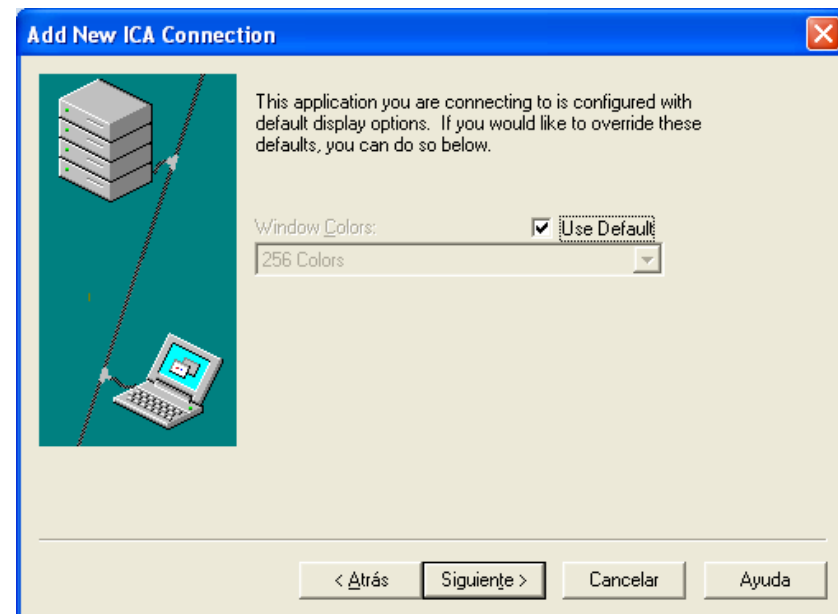 Add New ICA Connection
This application you are connecting to is configured with
default display options. If you would like to override these
defaults, you can do so below.
Window Colors:
Use Default
256 Colors
< Atrás
Siguiente >
Cancelar
Ayuda